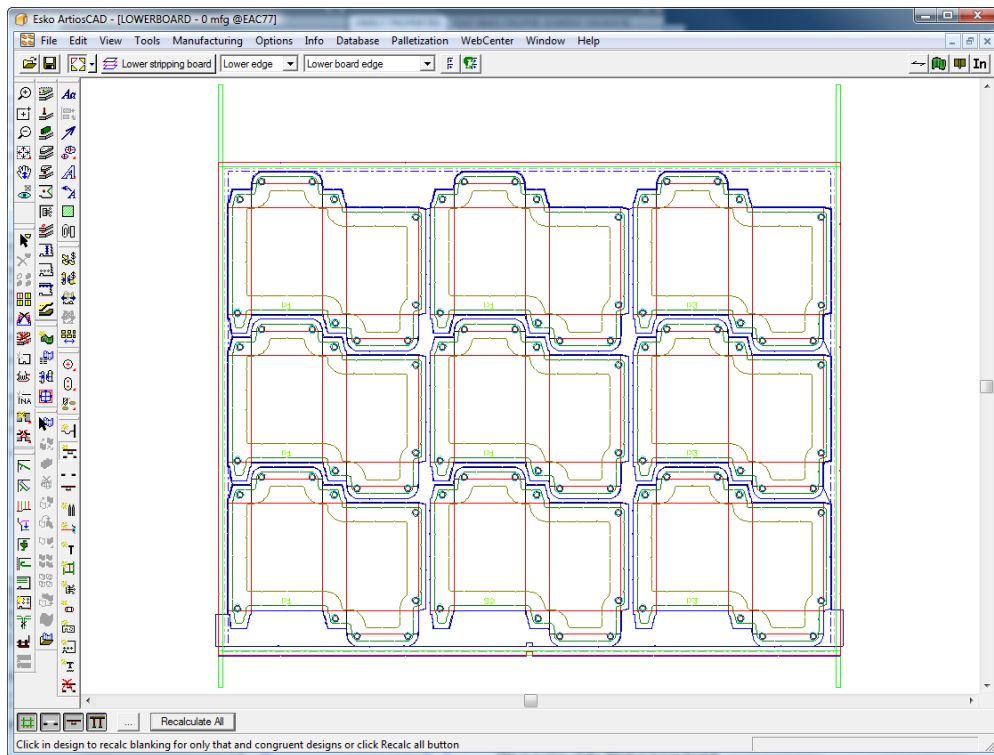 Esko ArtiosCAD - [LOWERBOARD - 0 mfg @EAC77]
File Edit View Tools Manufacturing Options Info Database Palletization WebCenter Window Help
Lower stripping board Lower edge Lower board edge In
... Recalculate All
Click in design to recalc blanking for only that and congruent designs or click Recalc all button